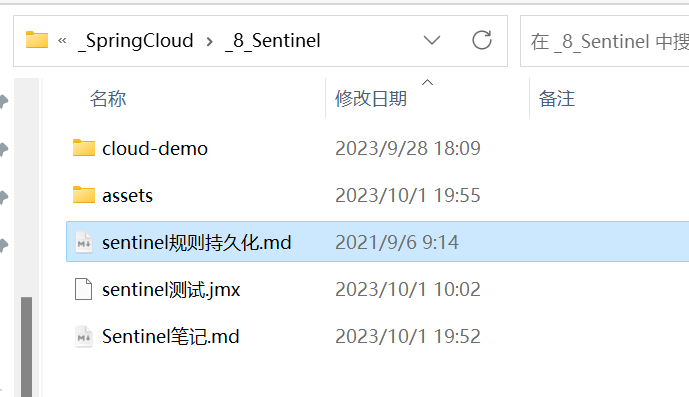 « _SpringCloud > _8_Sentinel
在 _8_Sentinel 中搜
名称 修改日期 备注
cloud-demo 2023/9/28 18:09
assets 2023/10/1 19:55
sentinel规则持久化.md 2021/9/6 9:14
sentinel测试.jmx 2023/10/1 10:02
Sentinel笔记.md 2023/10/1 19:52